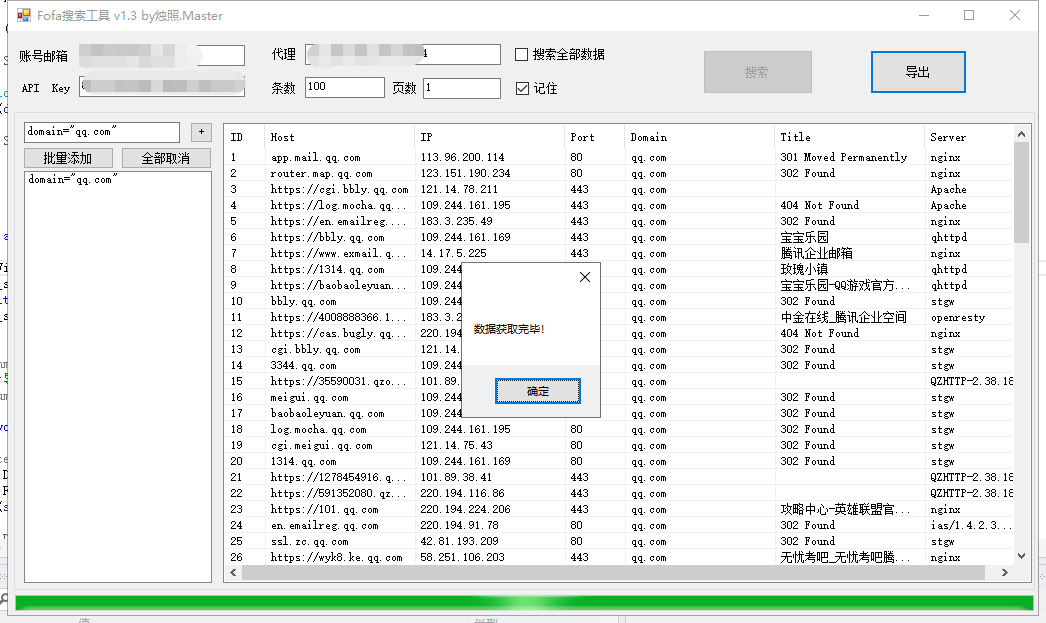 Fofa搜索工具 v1.3 by烛照.Master
账号邮箱 代理 4 搜索全部数据 搜索 导出
API Key 条数 100 页数 1 记住
domain="qq.com" +
批量添加 全部取消
domain="qq.com"
ID Host IP Port Domain Title Server
1 app.mail.qq.com 113.96.200.114 80 qq.com 301 Moved Permanently nginx
2 router.map.qq.com 123.151.190.234 80 qq.com 302 Found nginx
3 https://cgi.bbly.qq.com 121.14.78.211 443 qq.com Apache
4 https://log.mocha.qq... 109.244.161.195 443 qq.com 404 Not Found Apache
5 https://en.emailreg.... 183.3.235.49 443 qq.com 302 Found nginx
6 https://bbly.qq.com 109.244.161.169 443 qq.com 宝宝乐园 qhttpd
7 https://www.exmail.q... 14.17.5.225 443 qq.com 腾讯企业邮箱 nginx
8 https://1314.qq.com 109.244 qq.com 玫瑰小镇 qhttpd
9 https://baobaoleyuan... 109.244 qq.com 宝宝乐园-QQ游戏官方... qhttpd
10 bbly.qq.com 109.244 qq.com 302 Found stgw
11 https://4008888366.1... 183.3.2 qq.com 中金在线_腾讯企业空间 openresty
12 https://cas.bugly.qq... 220.194 qq.com 404 Not Found nginx
13 cgi.bbly.qq.com 121.14. qq.com 302 Found stgw
14 3344.qq.com 109.244 qq.com 302 Found stgw
15 https://35590031.qzo... 101.89. qq.com QZHTTP-2.38.18
16 meigui.qq.com 109.244 qq.com 302 Found stgw
17 baobaoleyuan.qq.com 109.244 qq.com 302 Found stgw
18 log.mocha.qq.com 109.244.161.195 80 qq.com 302 Found stgw
19 cgi.meigui.qq.com 121.14.75.43 80 qq.com 302 Found stgw
20 1314.qq.com 109.244.161.169 80 qq.com 302 Found stgw
21 https://1278454916.q... 101.89.38.41 443 qq.com QZHTTP-2.38.18
22 https://591352080.qz... 220.194.116.86 443 qq.com QZHTTP-2.38.18
23 https://101.qq.com 220.194.224.206 443 qq.com 攻略中心-英雄联盟官... nginx
24 en.emailreg.qq.com 220.194.91.78 80 qq.com 302 Found ias/1.4.2.3...
25 ssl.zc.qq.com 42.81.193.209 80 qq.com 302 Found stgw
26 https://wyk8.ke.qq.com 58.251.106.203 443 qq.com 无忧考吧_无忧考吧腾... nginx
数据获取完毕!
确定